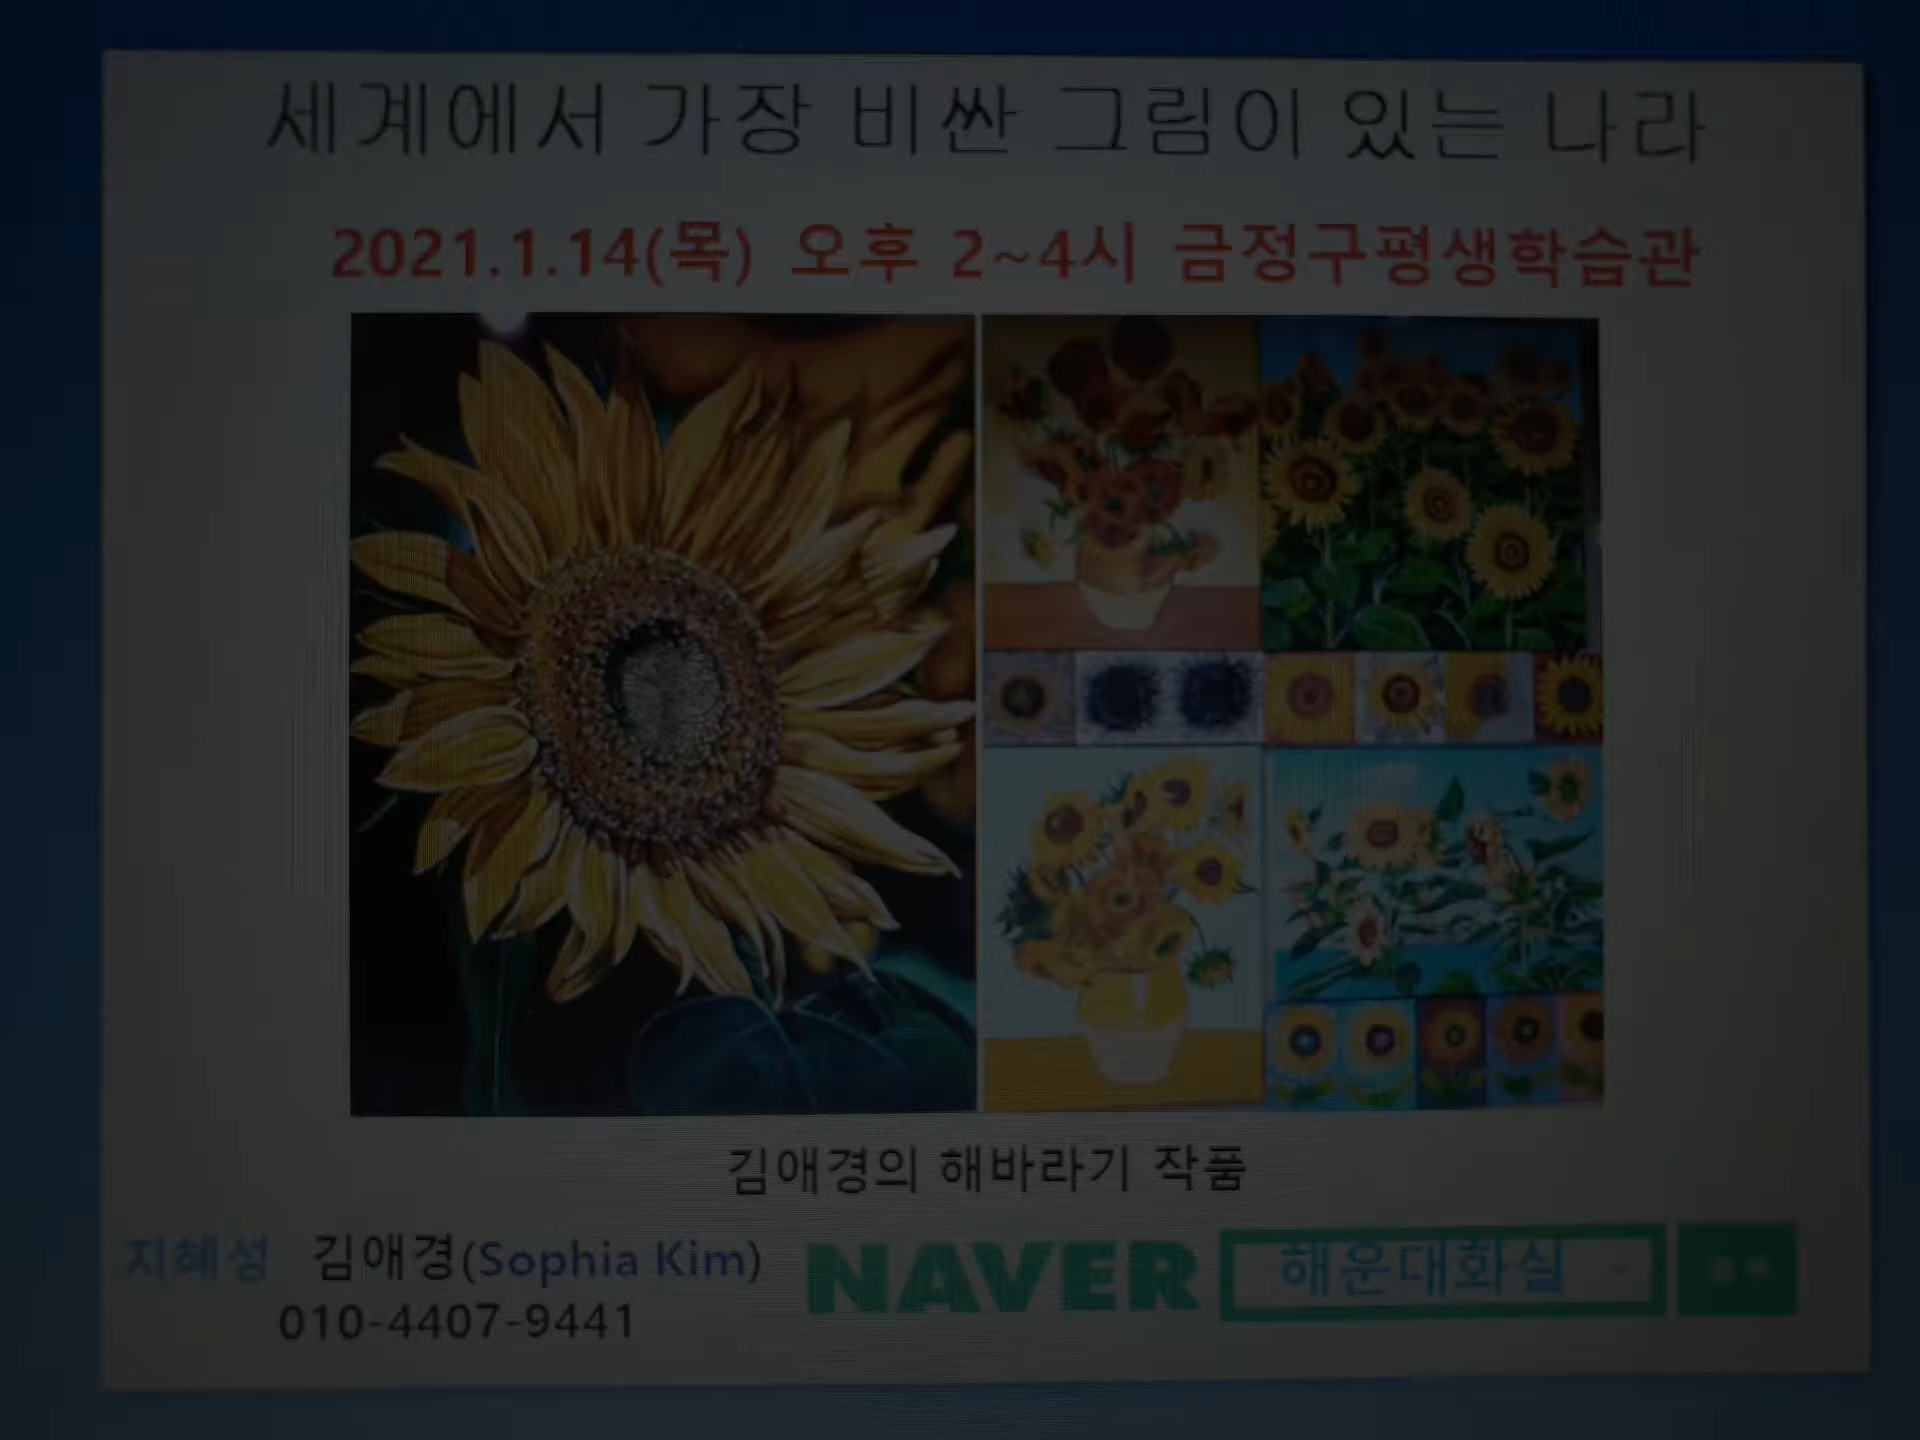 세계에서 가장 비싼 그림이 있는 나라
2021.1.14(목) 오후 2~4시 금정구평생학습관
김애경의 해바라기 작품
지혜성 김애경(Sophia Kim) NAVER 해운대화실
010-4407-9441